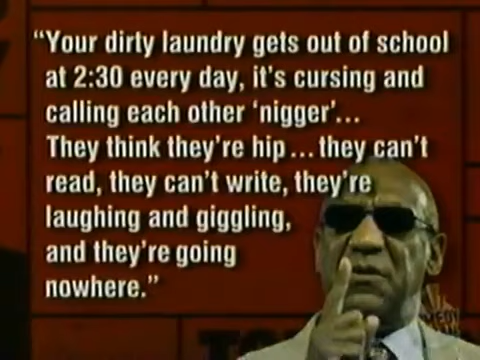 “Your dirty laundry gets out of school
at 2:30 every day, it's cursing and
calling each other ‘nigger’...
They think they're hip...they can't
read, they can't write, they're
laughing and giggling,
and they're going
nowhere.”